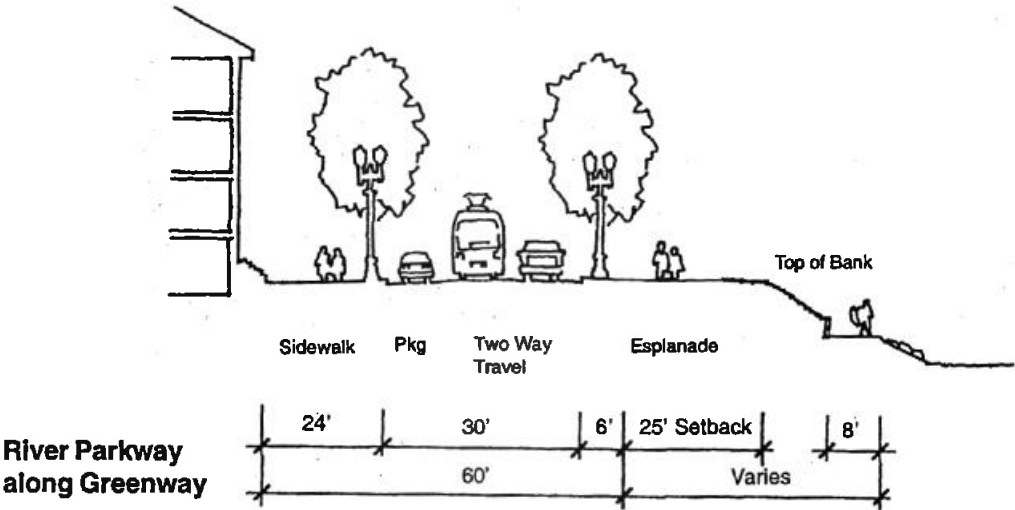 Top of Bank
Sidewalk
Pkg
Two Way
Travel
Esplanade
24'
30'
6'
25' Setback
8'
River Parkway
along Greenway
60'
Varies